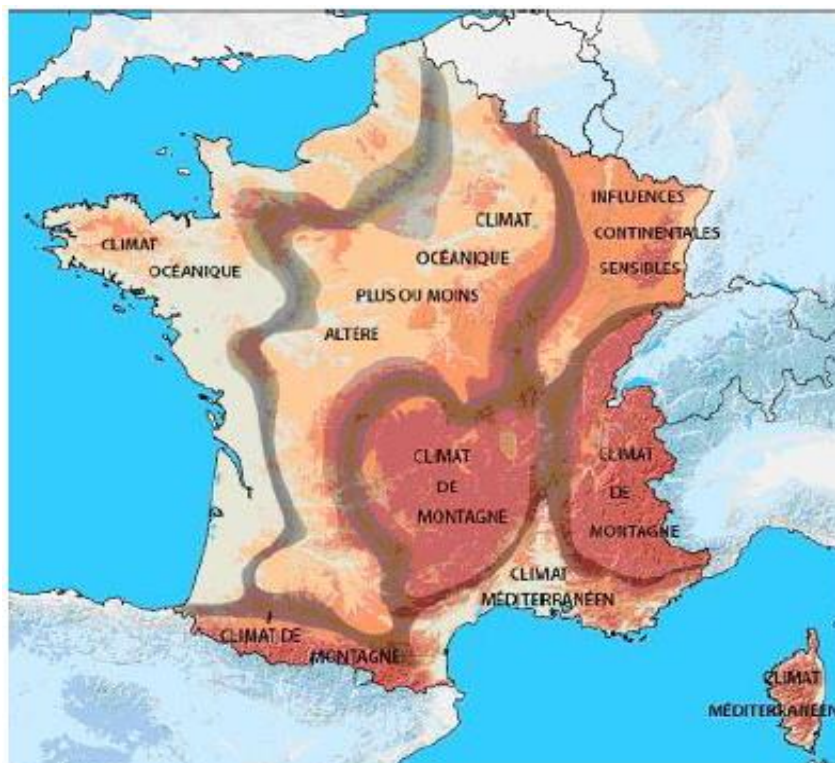 INFLUENCES
CLIMAT
CONTINENTALES
CLIMAT
OCÉANIQUE
SENSIBLES
OCÉANIQUE
PLUS OU MOINS
ALTÈRE
CLIMAT
DE
MONTAGNE
CLIMAT
DE
MONTAGNE
CLIMAT
MÉDITERRANÉEN
CLIMAT DE
MONTAGNE
CLIMAT
MÉDITERRANÉEN